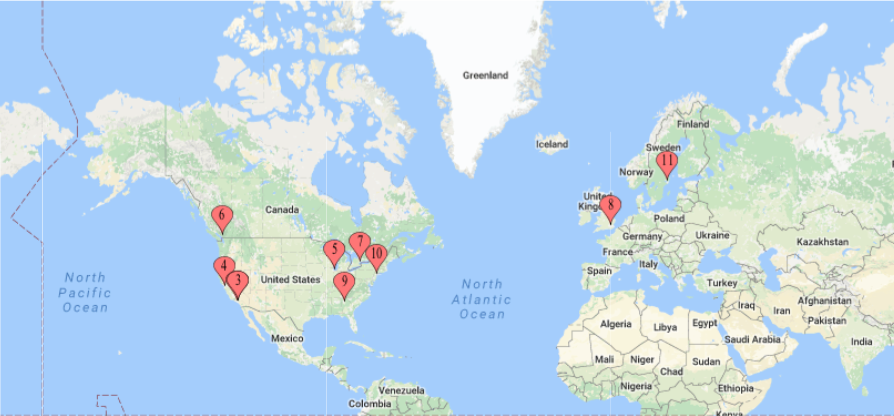 Greenland
Finland
Iceland
Sweden
11
Norway
6
Canada
United
Kingdom
8
Poland
7
Germany
Ukraine
5
10
Kazakhstan
France
4
3
United States
9
Italy
Spain
Turkey
North
Pacific
Ocean
North
Atlantic
Ocean
Iraq
Iran
Afghanistan
Pakistan
Algeria
Libya
Egypt
Saudi Arabia
India
Mexico
Mali
Niger
Sudan
Chad
Venezuela
Nigeria
Ethiopia
Colombia
Kenya